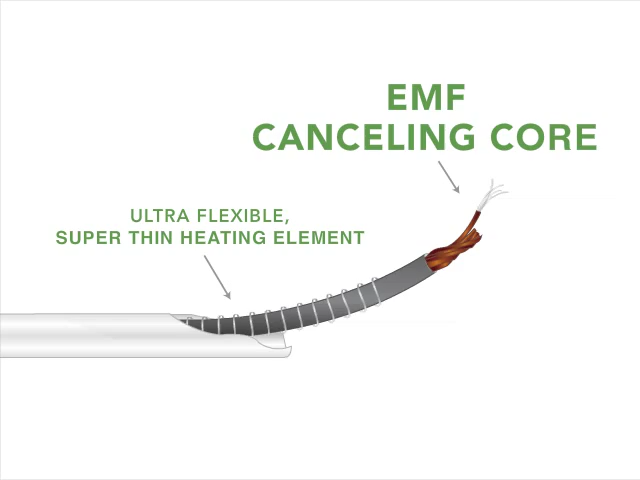 EMF
CANCELING CORE
ULTRA FLEXIBLE,
SUPER THIN HEATING ELEMENT